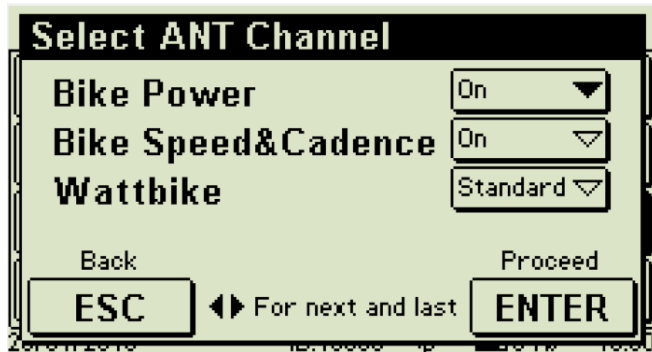 Select ANT Channel
Bike Power On
Bike Speed&Cadence On
Wattbike Standard
Back Proceed
ESC For next and last ENTER